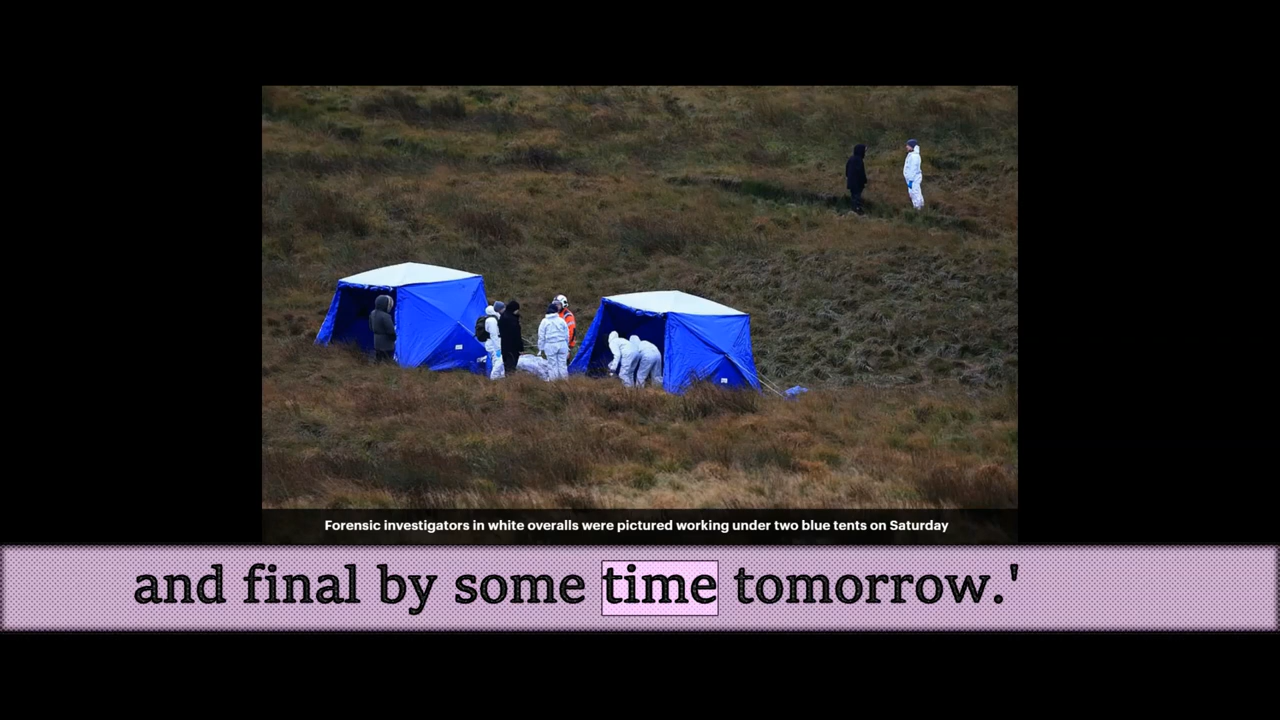 Forensic investigators in white overalls were pictured working under two blue tents on Saturday
and final by some time tomorrow.'